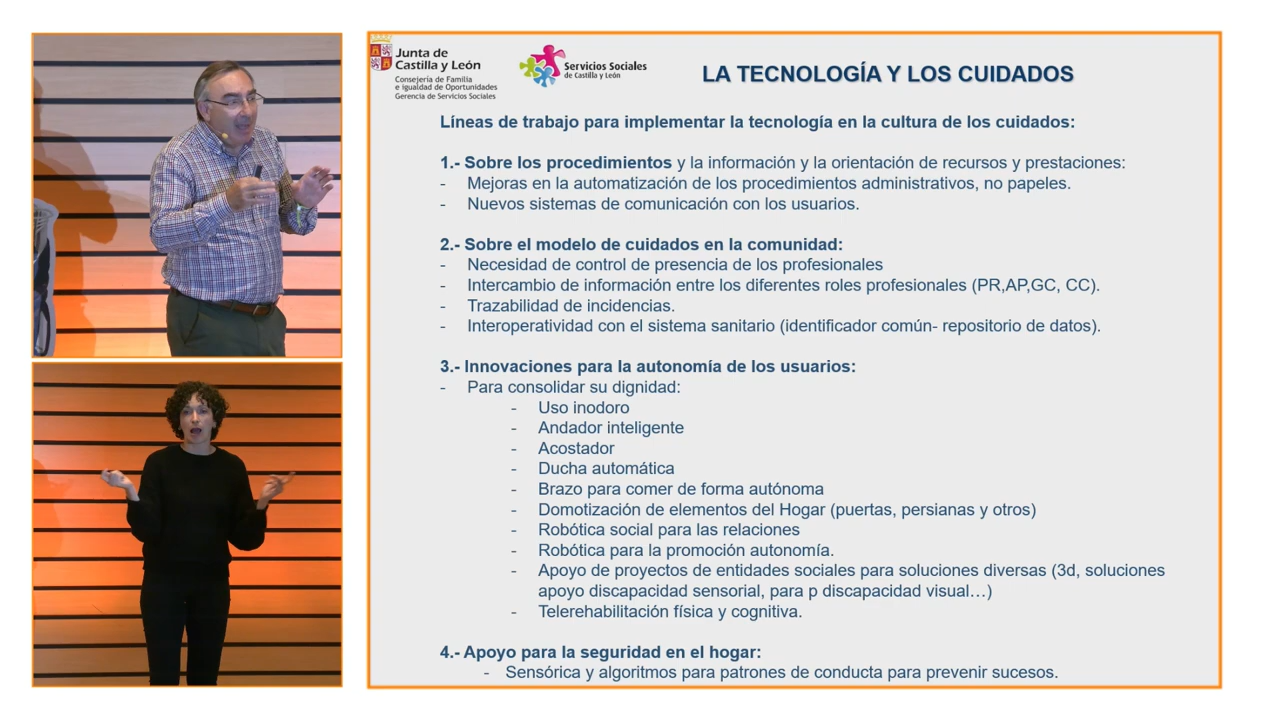 Junta de
Castilla y León
Consejería de Familia
e igualdad de Oportunidades
Gerencia de Servicios Sociales
Servicios Sociales
de Castilla y León
LA TECNOLOGÍA Y LOS CUIDADOS
Líneas de trabajo para implementar la tecnología en la cultura de los cuidados:
1.- Sobre los procedimientos y la información y la orientación de recursos y prestaciones:
- Mejoras en la automatización de los procedimientos administrativos, no papeles.
- Nuevos sistemas de comunicación con los usuarios.
2.- Sobre el modelo de cuidados en la comunidad:
- Necesidad de control de presencia de los profesionales
- Intercambio de información entre los diferentes roles profesionales (PR,AP,GC, CC).
- Trazabilidad de incidencias.
- Interoperatividad con el sistema sanitario (identificador común- repositorio de datos).
3.- Innovaciones para la autonomía de los usuarios:
- Para consolidar su dignidad:
- Uso inodoro
- Andador inteligente
- Acostador
- Ducha automática
- Brazo para comer de forma autónoma
- Domotización de elementos del Hogar (puertas, persianas y otros)
- Robótica social para las relaciones
- Robótica para la promoción autonomía.
- Apoyo de proyectos de entidades sociales para soluciones diversas (3d, soluciones
apoyo discapacidad sensorial, para p discapacidad visual…)
- Telerehabilitación física y cognitiva.
4.- Apoyo para la seguridad en el hogar:
- Sensórica y algoritmos para patrones de conducta para prevenir sucesos.